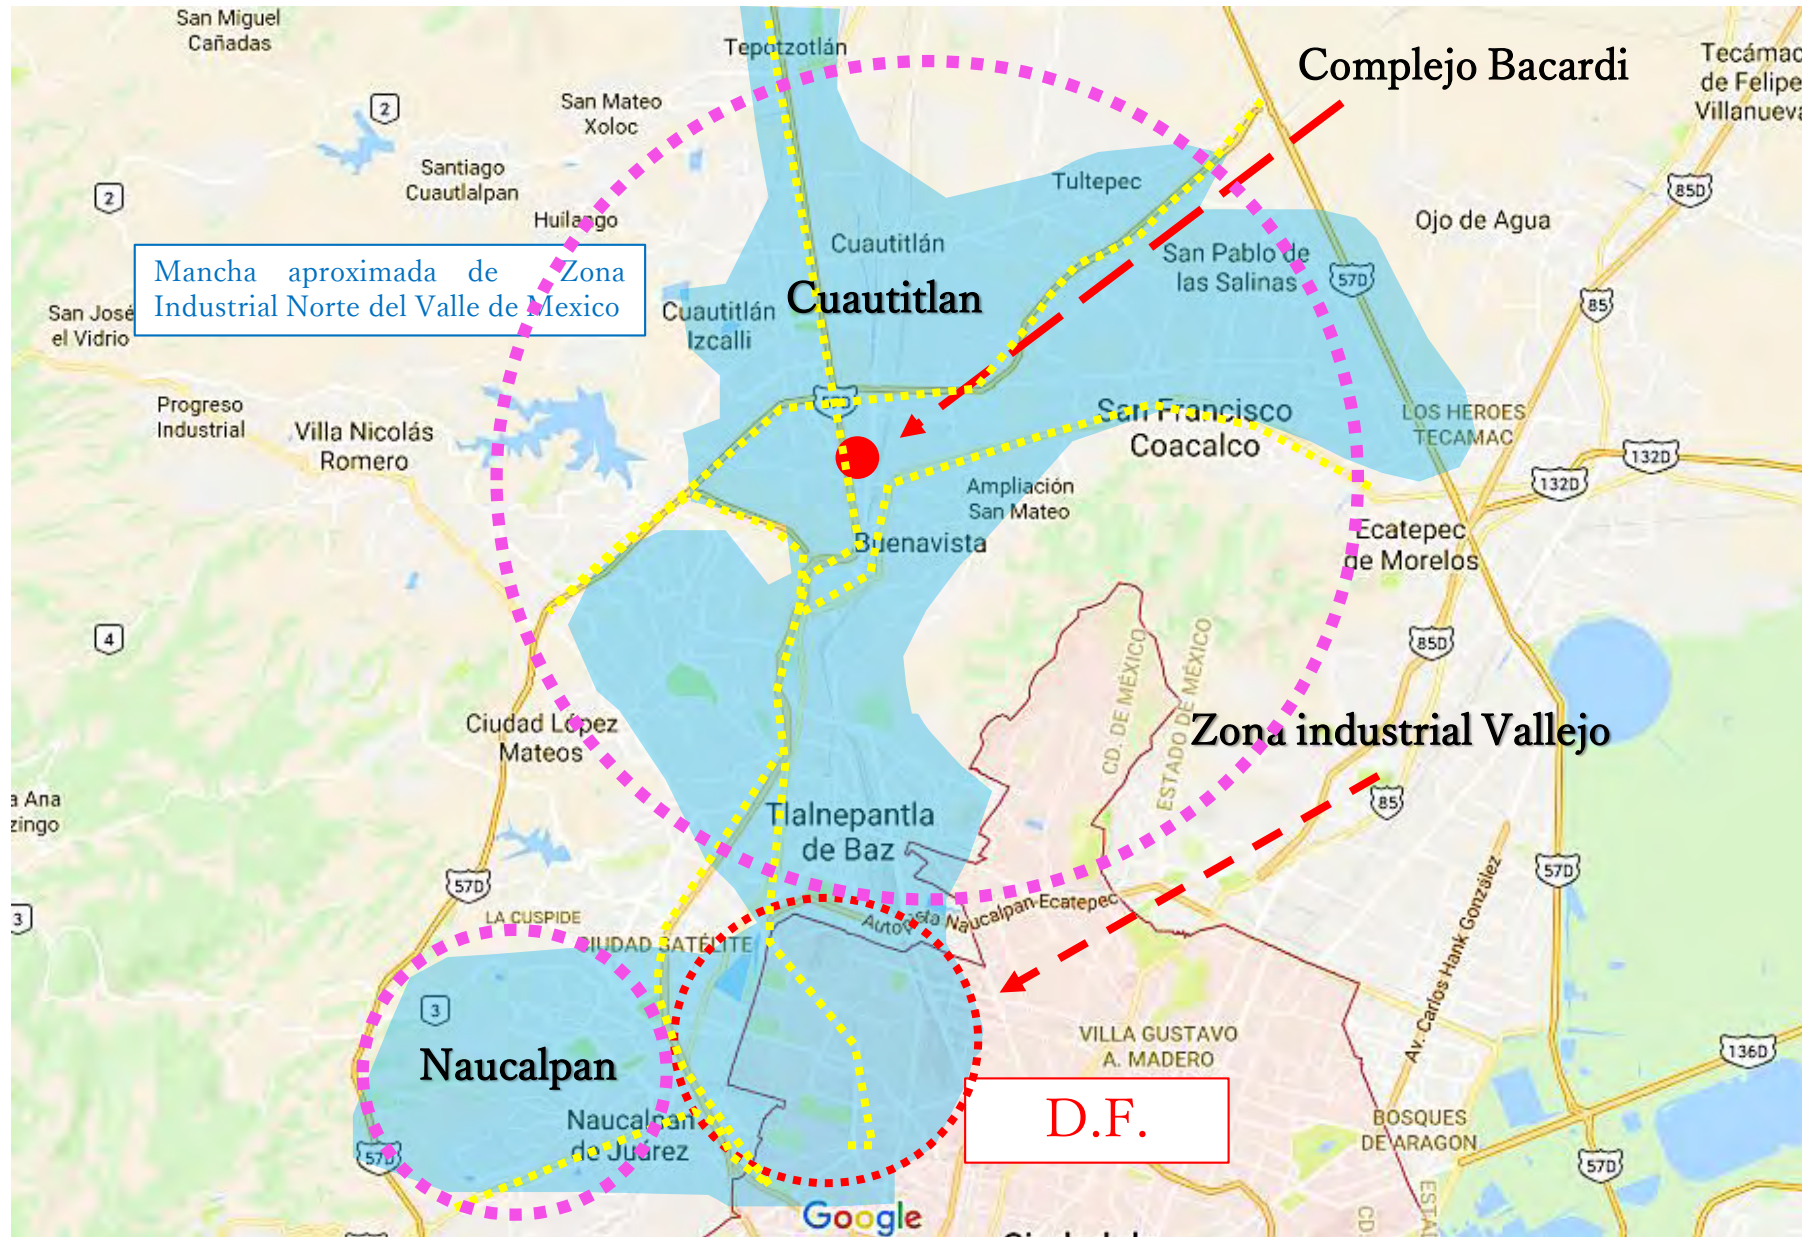 San Miguel
Cañadas
Tepotzotlán
Complejo Bacardi
Tecámac
de Felipe
Villanueva
2
San Mateo
Xoloc
Santiago
Cuautlalpan
2
Tultepec
85D
Huilango
Ojo de Agua
Cuautitlán
San Pablo de
las Salinas
57D
Mancha aproximada de Zona
Industrial Norte del Valle de Mexico
Cuautitlan
Cuautitlán
Izcalli
San José
el Vidrio
85
Progreso
Industrial
Villa Nicolás
Romero
San Francisco
Coacalco
LOS HEROES
TECAMAC
132D
132D
Ampliación
San Mateo
Buenavista
Ecatepec
de Morelos
4
85D
CD. DE MÉXICO
ESTADO DE MÉXICO
Ciudad López
Mateos
Zona industrial Vallejo
a Ana
zingo
85
Tlalnepantla
de Baz
57D
57D
3
LA CUSPIDE
CIUDAD SATÉLITE
Autopista Naucalpan-Ecatepec
Av. Carlos Hank González
3
Naucalpan
VILLA GUSTAVO
A. MADERO
136D
D.F.
Naucalpan
de Juárez
BOSQUES
DE ARAGON
57D
57D
Google
CD.